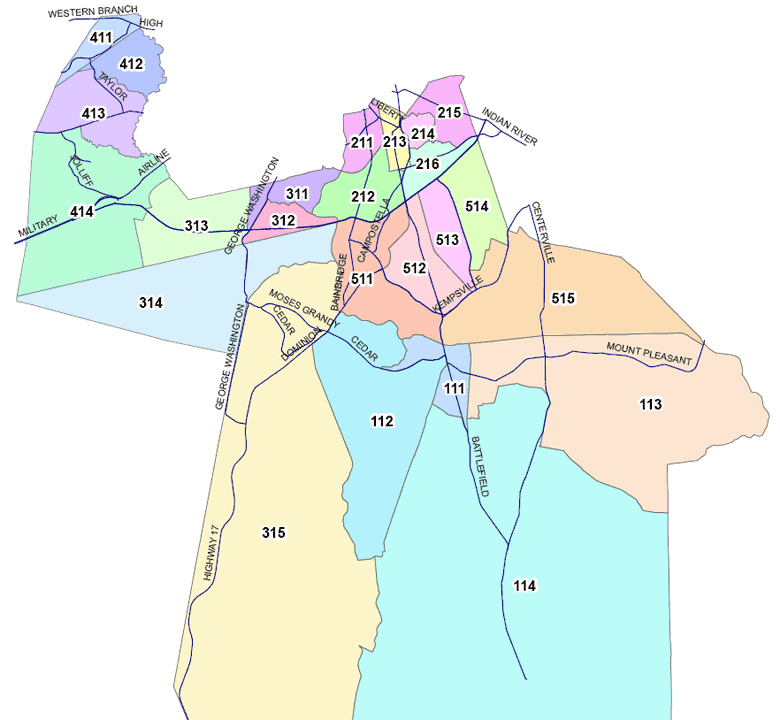 WESTERN BRANCH
HIGH
411
412
TAYLOR
413
LIBERTY
215
INDIAN RIVER
211
213
214
216
JOLLIFF
AIRLINE
GEORGE WASHINGTON
311
212
514
414
MILITARY
313
312
CAMPOSTELLA
513
CENTERVILLE
512
BAINBRIDGE
511
KEMPSVILLE
515
314
MOSES GRANDY
CEDAR
DOMINION
CEDAR
GEORGE WASHINGTON
MOUNT PLEASANT
111
113
112
BATTLEFIELD
315
HIGHWAY 17
114